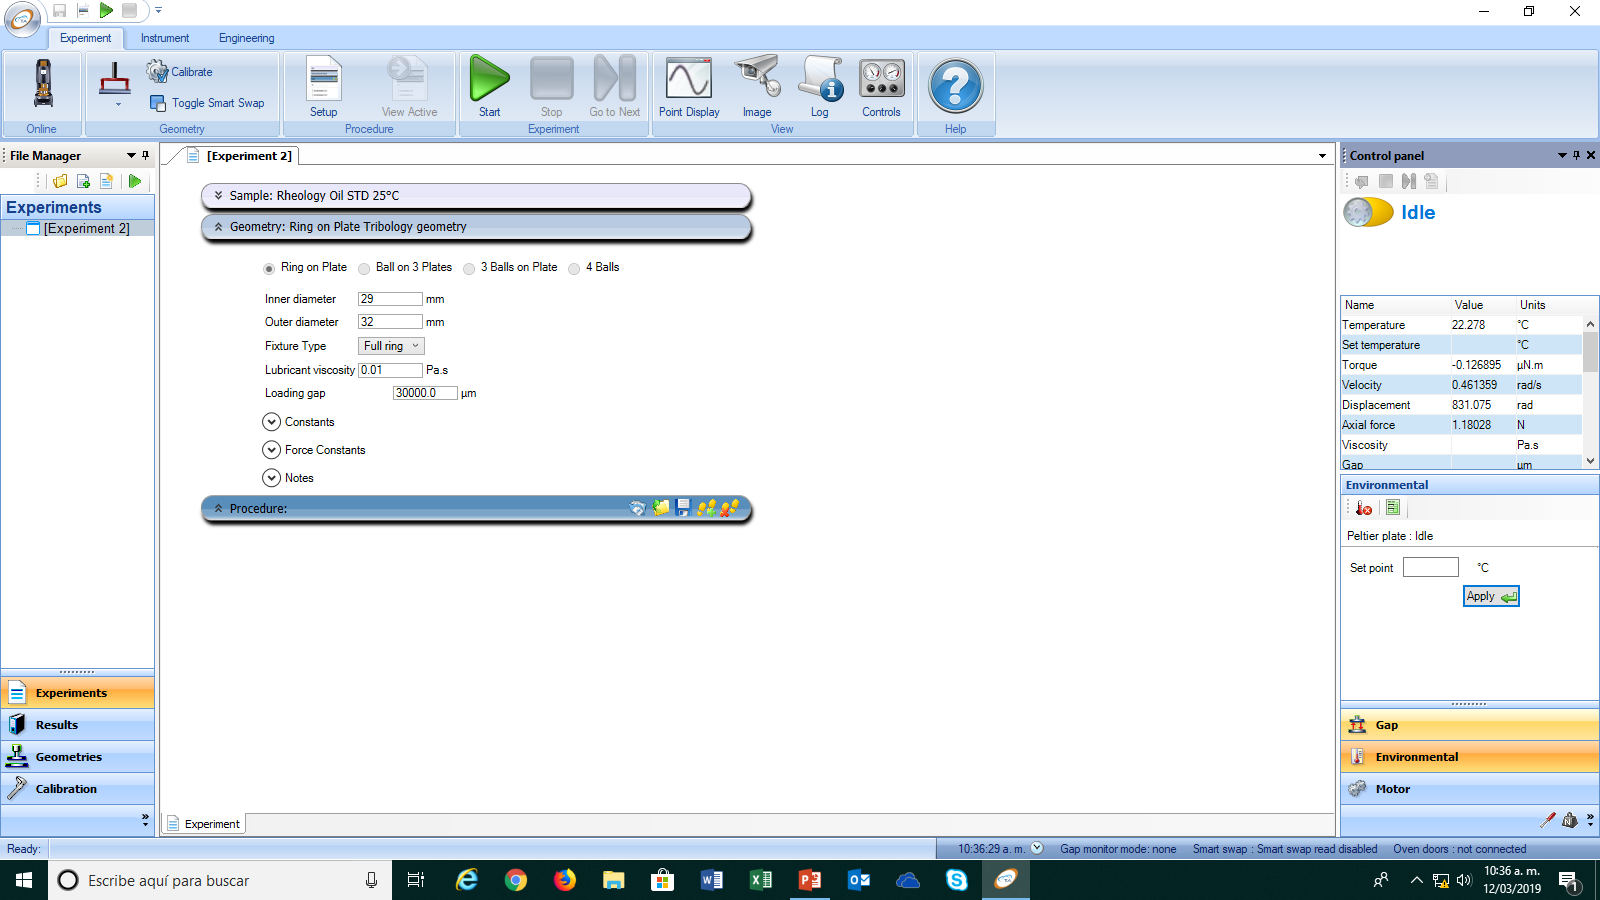 Experiment Instrument Engineering
Calibrate
Toggle Smart Swap
Setup View Active Start Stop Go to Next Point Display Image Log Controls
Online Geometry Procedure Experiment View Help
File Manager
Experiments
[Experiment 2]
Experiments
Results
Geometries
Calibration
[Experiment 2]
Sample: Rheology Oil STD 25°C
Geometry: Ring on Plate Tribology geometry
Ring on Plate Ball on 3 Plates 3 Balls on Plate 4 Balls
Inner diameter 29 mm
Outer diameter 32 mm
Fixture Type Full ring
Lubricant viscosity 0.01 Pa.s
Loading gap 30000.0 µm
Constants
Force Constants
Notes
Procedure:
Experiment
Control panel
Idle
Name Value Units
Temperature 22.278 °C
Set temperature °C
Torque -0.126895 µN.m
Velocity 0.461359 rad/s
Displacement 831.075 rad
Axial force 1.18028 N
Viscosity Pa.s
Gap µm
Environmental
Peltier plate : Idle
Set point °C
Apply
Gap
Environmental
Motor
Ready: 10:36:29 a. m. Gap monitor mode: none Smart swap : Smart swap read disabled Oven doors : not connected
Escribe aquí para buscar
10:36 a. m.
12/03/2019
1